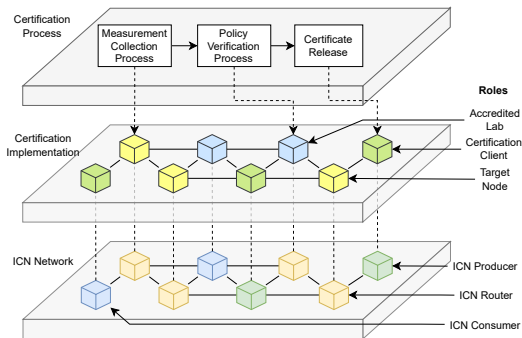 Certification
Process
Measurement
Collection
Process
Policy
Verification
Process
Certificate
Release
Roles
Accredited
Lab
Certification
Implementation
Certification
Client
Target
Node
ICN Network
ICN Producer
ICN Router
ICN Consumer